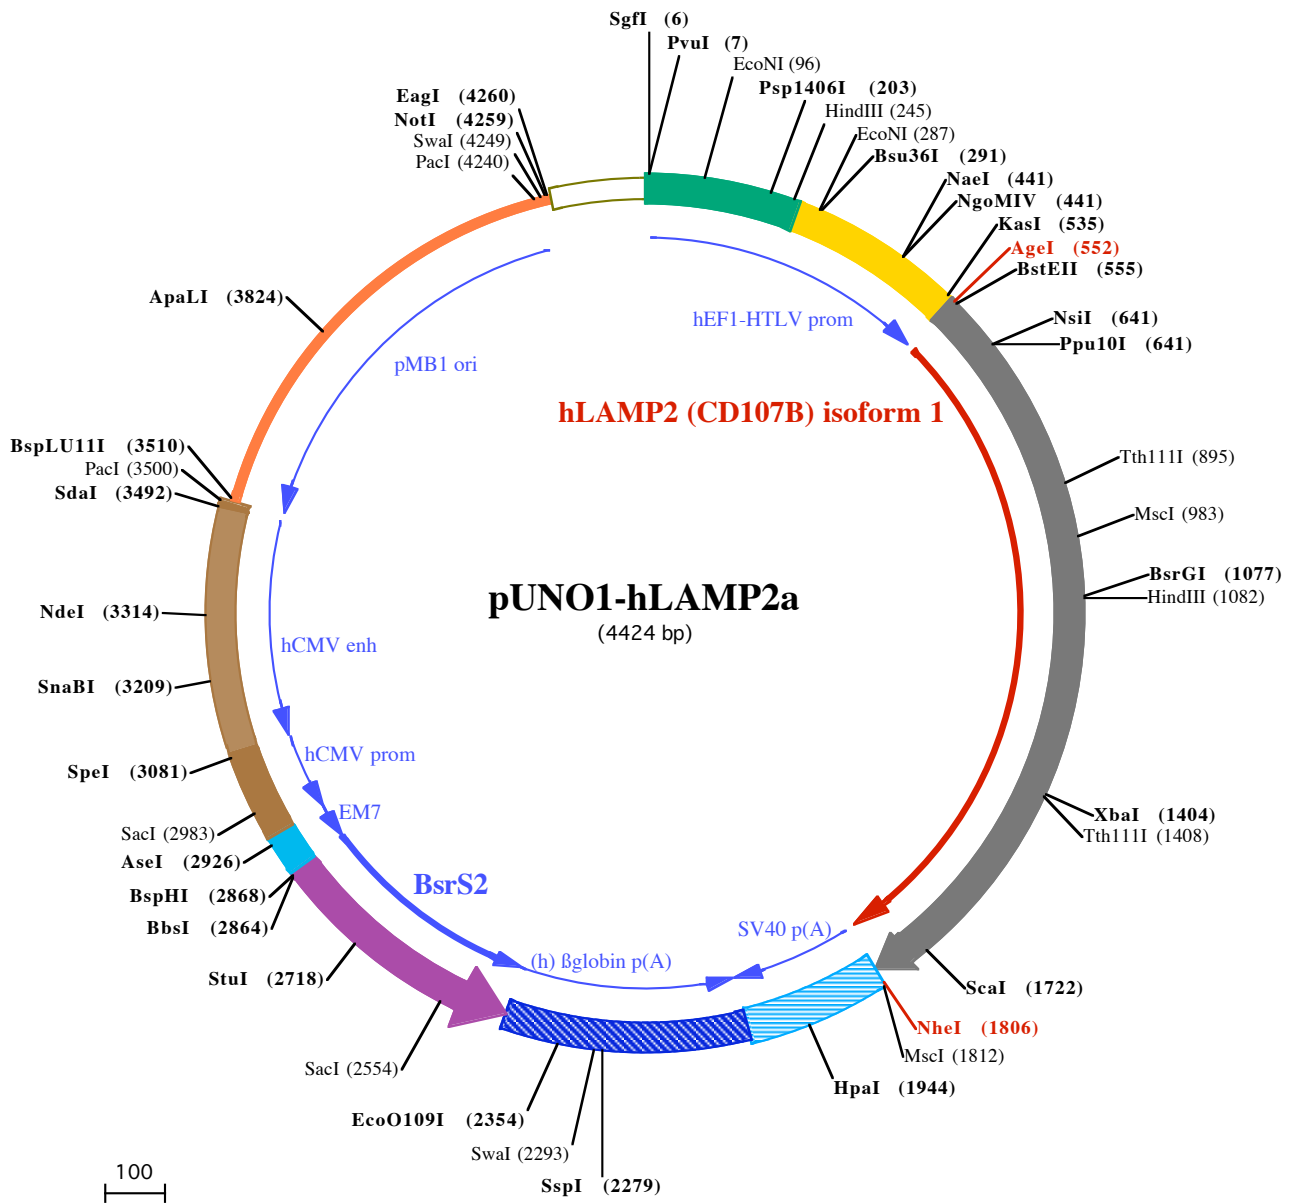 SgfI (6)
PvuI (7)
EcoNI (96)
Psp1406I (203)
HindIII (245)
EcoNI (287)
Bsu36I (291)
NaeI (441)
NgoMIV (441)
KasI (535)
AgeI (552)
BstEII (555)
NsiI (641)
Ppu10I (641)
Tth111I (895)
MscI (983)
BsrGI (1077)
HindIII (1082)
XbaI (1404)
Tth111I (1408)
ScaI (1722)
NheI (1806)
MscI (1812)
HpaI (1944)
SspI (2279)
SwaI (2293)
EcoO109I (2354)
SacI (2554)
StuI (2718)
BbsI (2864)
BspHI (2868)
AseI (2926)
SacI (2983)
SpeI (3081)
SnaBI (3209)
NdeI (3314)
SdaI (3492)
PacI (3500)
BspLU11I (3510)
ApaLI (3824)
PacI (4240)
SwaI (4249)
NotI (4259)
EagI (4260)
hEF1-HTLV prom
pMB1 ori
hLAMP2 (CD107B) isoform 1
pUNO1-hLAMP2a
(4424 bp)
hCMV enh
hCMV prom
EM7
BsrS2
(h) ßglobin p(A)
SV40 p(A)
100